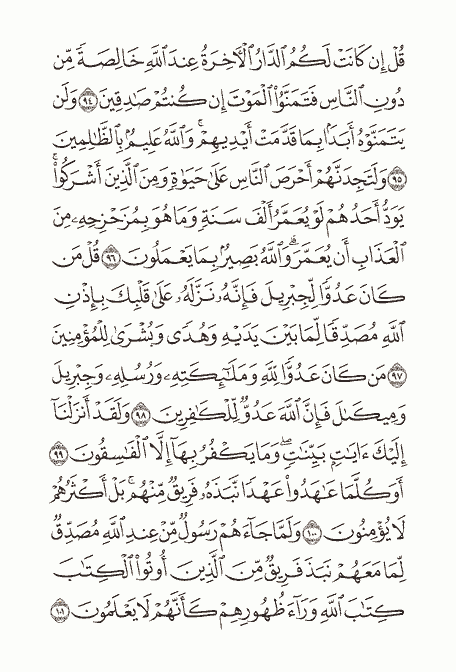 قُلْ إِن كَانَتْ لَكُمُ ٱلدَّارُ ٱلْأَخِرَةُ عِندَ ٱللَّهِ خَالِصَةً مِّن
دُونِ ٱلنَّاسِ فَتَمَنَّوُا۟ ٱلْمَوْتَ إِن كُنتُمْ صَٰدِقِينَ ٩٤ وَلَن
يَتَمَنَّوْهُ أَبَدًۢا بِمَا قَدَّمَتْ أَيْدِيهِمْ ۗ وَٱللَّهُ عَلِيمٌۢ بِٱلظَّٰلِمِينَ
٩٥ وَلَتَجِدَنَّهُمْ أَحْرَصَ ٱلنَّاسِ عَلَىٰ حَيَوٰةٍ وَمِنَ ٱلَّذِينَ أَشْرَكُوا۟ ۚ
يَوَدُّ أَحَدُهُمْ لَوْ يُعَمَّرُ أَلْفَ سَنَةٍ وَمَا هُوَ بِمُزَحْزِحِهِۦ مِنَ
ٱلْعَذَابِ أَن يُعَمَّرَ ۗ وَٱللَّهُ بَصِيرٌۢ بِمَا يَعْمَلُونَ ٩٦ قُلْ مَن
كَانَ عَدُوًّا لِّجِبْرِيلَ فَإِنَّهُۥ نَزَّلَهُۥ عَلَىٰ قَلْبِكَ بِإِذْنِ
ٱللَّهِ مُصَدِّقًا لِّمَا بَيْنَ يَدَيْهِ وَهُدًى وَبُشْرَىٰ لِلْمُؤْمِنِينَ
٩٧ مَن كَانَ عَدُوًّا لِّلَّهِ وَمَلَٰٓئِكَتِهِۦ وَرُسُلِهِۦ وَجِبْرِيلَ
وَمِيكَىٰلَ فَإِنَّ ٱللَّهَ عَدُوٌّ لِّلْكَٰفِرِينَ ٩٨ وَلَقَدْ أَنزَلْنَآ
إِلَيْكَ ءَايَٰتٍۭ بَيِّنَٰتٍ ۖ وَمَا يَكْفُرُ بِهَآ إِلَّا ٱلْفَٰسِقُونَ ٩٩
أَوَكُلَّمَا عَٰهَدُوا۟ عَهْدًا نَّبَذَهُۥ فَرِيقٌ مِّنْهُم ۚ بَلْ أَكْثَرُهُمْ
لَا يُؤْمِنُونَ ١٠٠ وَلَمَّا جَآءَهُمْ رَسُولٌ مِّنْ عِندِ ٱللَّهِ مُصَدِّقٌ
لِّمَا مَعَهُمْ نَبَذَ فَرِيقٌ مِّنَ ٱلَّذِينَ أُوتُوا۟ ٱلْكِتَٰبَ
كِتَٰبَ ٱللَّهِ وَرَآءَ ظُهُورِهِمْ كَأَنَّهُمْ لَا يَعْلَمُونَ ١٠١